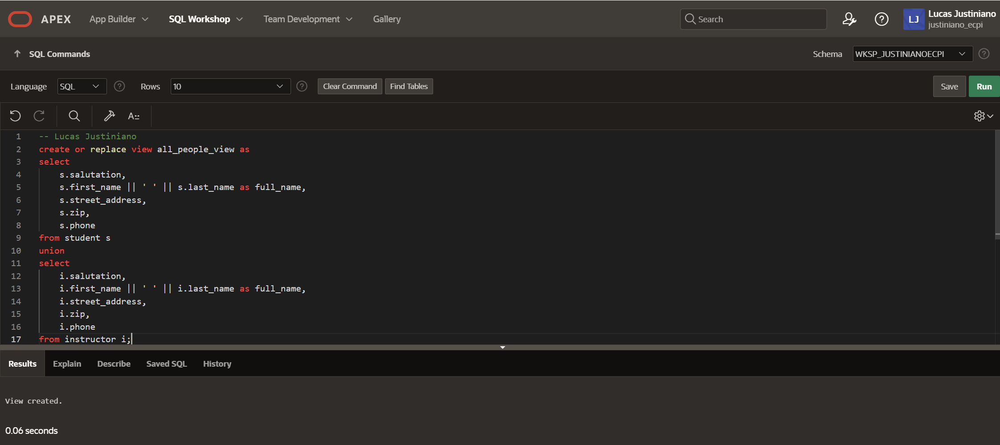 APEX App Builder SQL Workshop Team Development Gallery Search LJ Lucas Justiniano
justiniano_ecpi
SQL Commands Schema WKSP_JUSTINIANOECPI
Language SQL Rows 10 Clear Command Find Tables Save Run
A::
1 -- Lucas Justiniano
2 create or replace view all_people_view as
3 select
4 s.salutation,
5 s.first_name || ' ' || s.last_name as full_name,
6 s.street_address,
7 s.zip,
8 s.phone
9 from student s
10 union
11 select
12 i.salutation,
13 i.first_name || ' ' || i.last_name as full_name,
14 i.street_address,
15 i.zip,
16 i.phone
17 from instructor i;
Results Explain Describe Saved SQL History
View created.
0.06 seconds